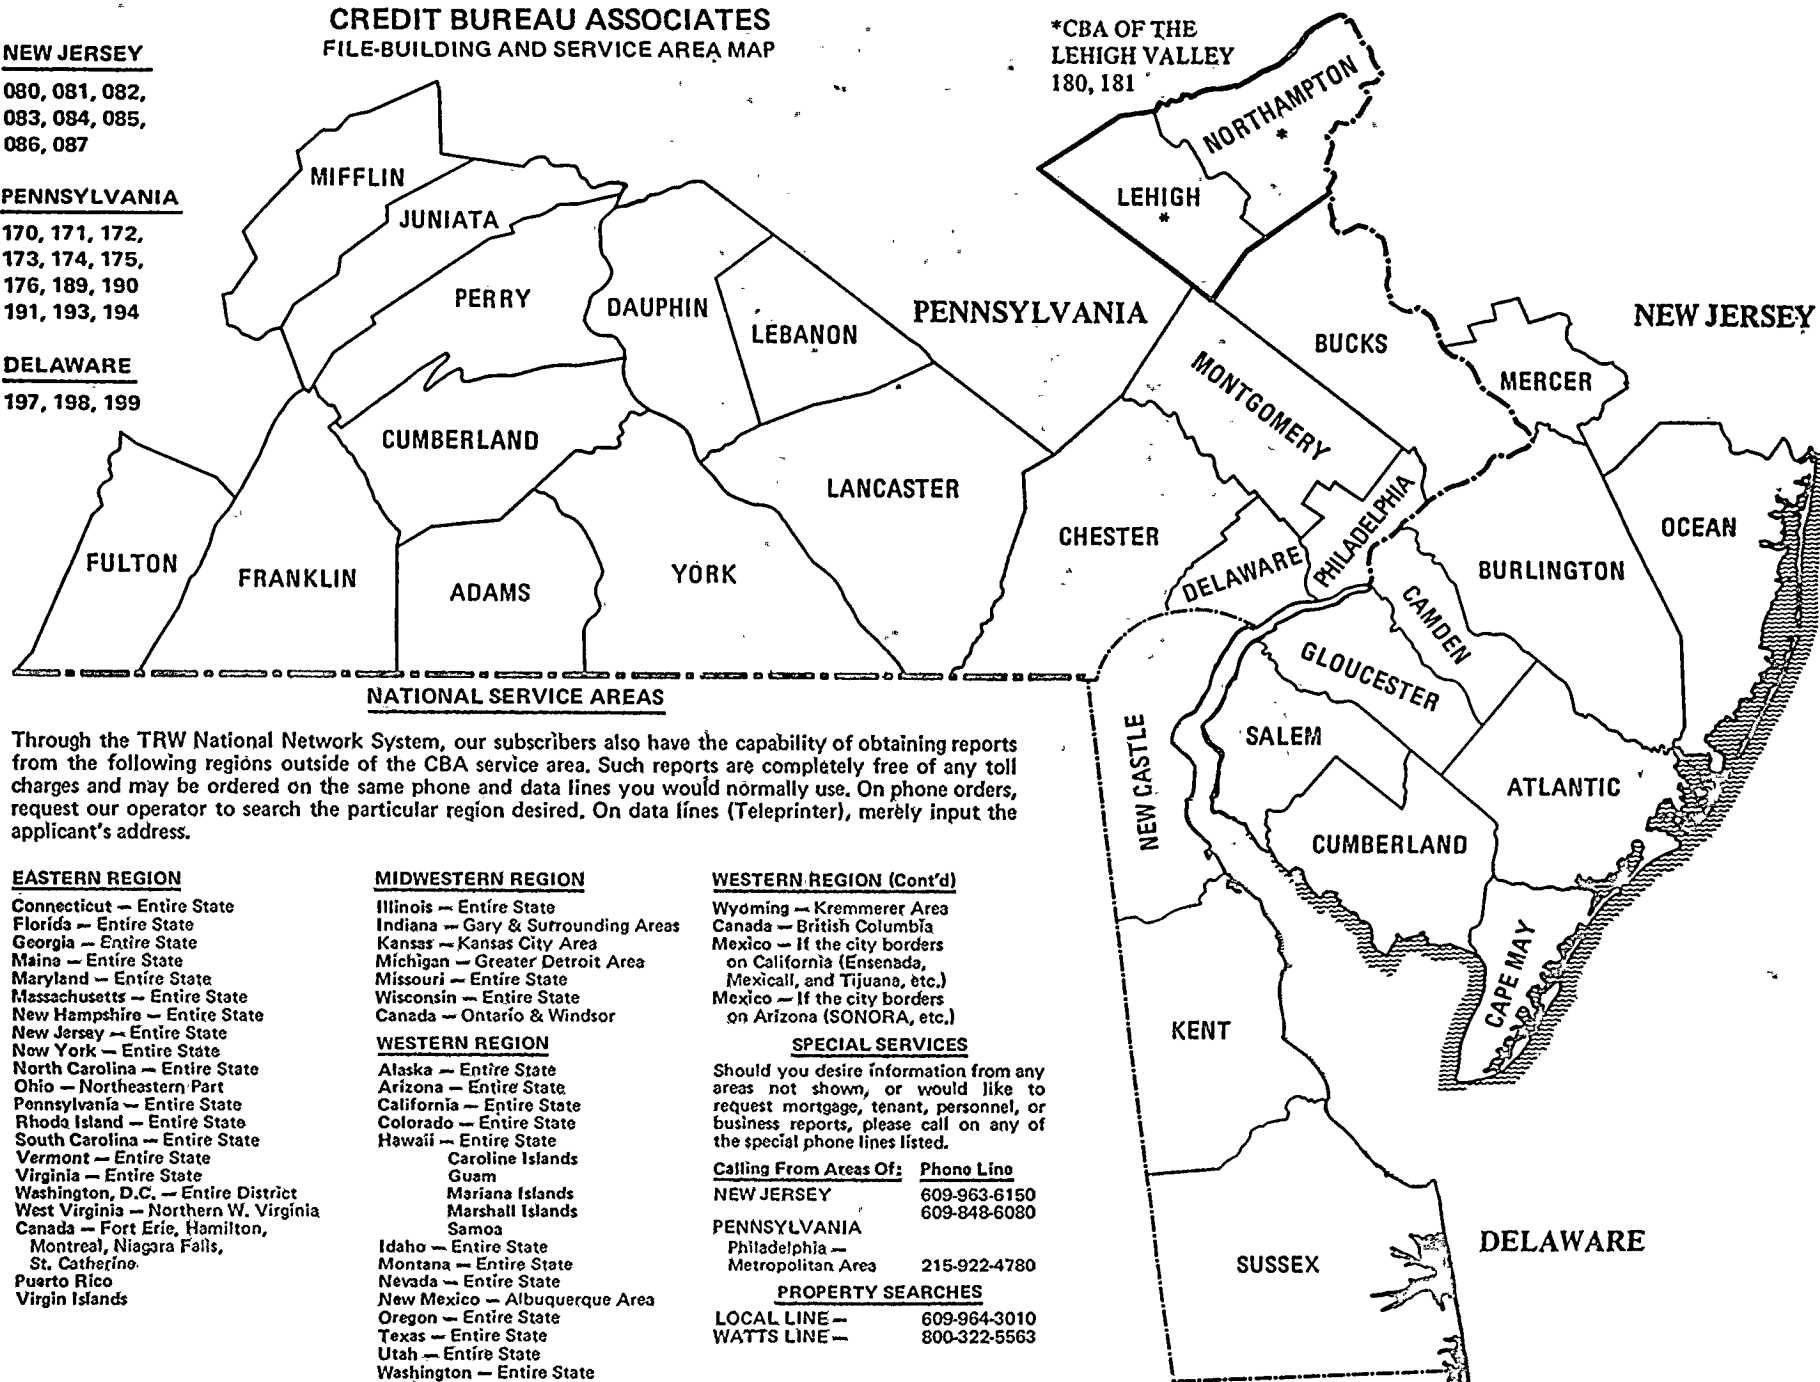 CREDIT BUREAU ASSOCIATES
FILE-BUILDING AND SERVICE AREA MAP
*CBA OF THE
LEHIGH VALLEY
180, 181
NEW JERSEY
080, 081, 082,
083, 084, 085,
086, 087
PENNSYLVANIA
170, 171, 172,
173, 174, 175,
176, 189, 190
191, 193, 194
DELAWARE
197, 198, 199
NORTHAMPTON
*
LEHIGH
*
MIFFLIN
JUNIATA
PERRY
DAUPHIN
LEBANON
PENNSYLVANIA
NEW JERSEY
BUCKS
MERCER
MONTGOMERY
CUMBERLAND
LANCASTER
CHESTER
PHILADELPHIA
OCEAN
FULTON
FRANKLIN
ADAMS
YORK
DELAWARE
BURLINGTON
CAMDEN
GLOUCESTER
SALEM
NEW CASTLE
ATLANTIC
CUMBERLAND
CAPE MAY
KENT
SUSSEX
DELAWARE
NATIONAL SERVICE AREAS
Through the TRW National Network System, our subscribers also have the capability of obtaining reports
from the following regions outside of the CBA service area. Such reports are completely free of any toll
charges and may be ordered on the same phone and data lines you would normally use. On phone orders,
request our operator to search the particular region desired. On data lines (Teleprinter), merely input the
applicant's address.
EASTERN REGION
Connecticut — Entire State
Florida — Entire State
Georgia — Entire State
Maine — Entire State
Maryland — Entire State
Massachusetts — Entire State
New Hampshire — Entire State
New Jersey — Entire State
New York — Entire State
North Carolina — Entire State
Ohio — Northeastern Part
Pennsylvania — Entire State
Rhode Island — Entire State
South Carolina — Entire State
Vermont — Entire State
Virginia — Entire State
Washington, D.C. — Entire District
West Virginia — Northern W. Virginia
Canada — Fort Erie, Hamilton,
Montreal, Niagara Falls,
St. Catherine.
Puerto Rico
Virgin Islands
MIDWESTERN REGION
Illinois — Entire State
Indiana — Gary & Surrounding Areas
Kansas — Kansas City Area
Michigan — Greater Detroit Area
Missouri — Entire State
Wisconsin — Entire State
Canada — Ontario & Windsor
WESTERN REGION
Alaska — Entire State
Arizona — Entire State
California — Entire State
Colorado — Entire State
Hawaii — Entire State
Caroline Islands
Guam
Mariana Islands
Marshall Islands
Samoa
Idaho — Entire State
Montana — Entire State
Nevada — Entire State
New Mexico — Albuquerque Area
Oregon — Entire State
Texas — Entire State
Utah — Entire State
Washington — Entire State
WESTERN REGION (Cont'd)
Wyoming — Kremmerer Area
Canada — British Columbia
Mexico — If the city borders
on California (Ensenada,
Mexicali, and Tijuana, etc.)
Mexico — If the city borders
on Arizona (SONORA, etc.)
SPECIAL SERVICES
Should you desire information from any
areas not shown, or would like to
request mortgage, tenant, personnel, or
business reports, please call on any of
the special phone lines listed.
Calling From Areas Of: Phone Line
NEW JERSEY 609-963-6150
609-848-6080
PENNSYLVANIA
Philadelphia —
Metropolitan Area 215-922-4780
PROPERTY SEARCHES
LOCAL LINE — 609-964-3010
WATTS LINE — 800-322-5563